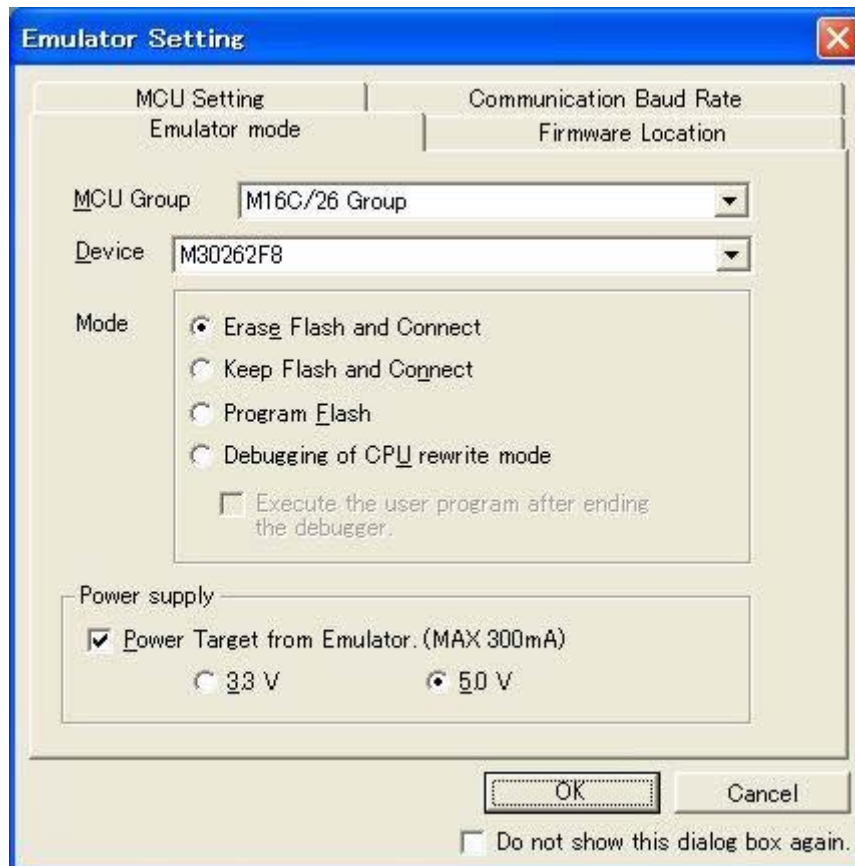 Emulator Setting
MCU Setting
Communication Baud Rate
Emulator mode
Firmware Location
MCU Group
M16C/26 Group
Device
M30262F8
Mode
Erase Flash and Connect
Keep Flash and Connect
Program Flash
Debugging of CPU rewrite mode
Execute the user program after ending
the debugger.
Power supply
Power Target from Emulator. (MAX 300mA)
3.3 V
5.0 V
OK
Cancel
Do not show this dialog box again.